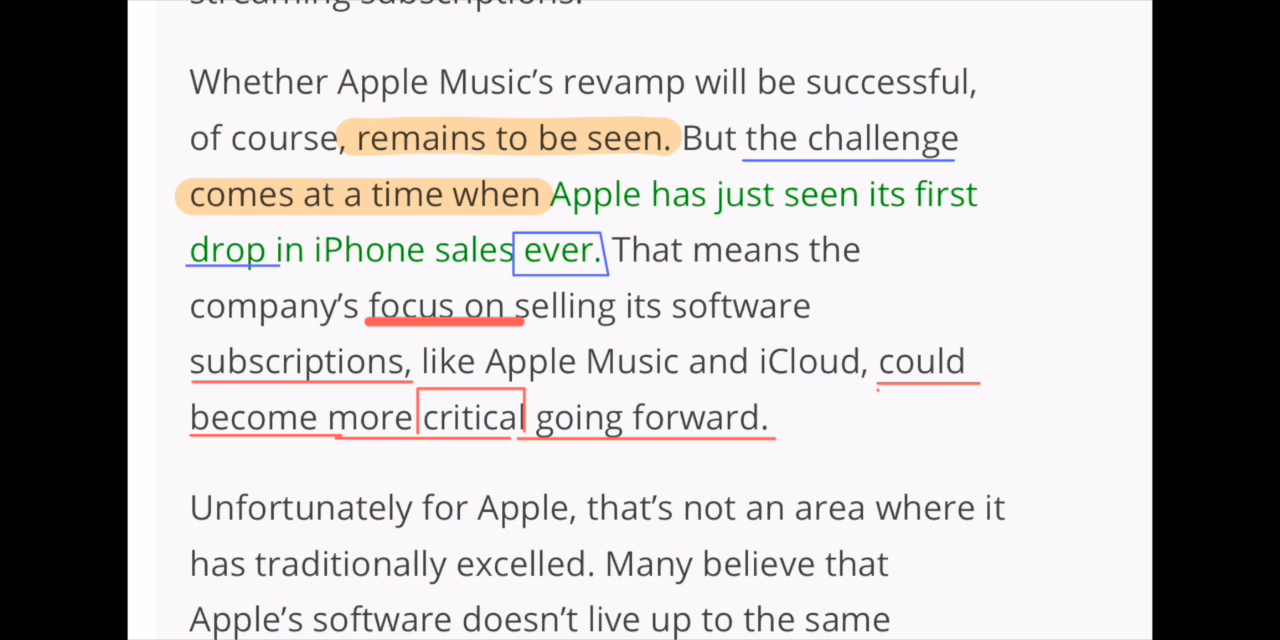 streaming subscriptions.
Whether Apple Music’s revamp will be successful,
of course, remains to be seen. But the challenge
comes at a time when Apple has just seen its first
drop in iPhone sales ever. That means the
company’s focus on selling its software
subscriptions, like Apple Music and iCloud, could
become more critical going forward.
Unfortunately for Apple, that’s not an area where it
has traditionally excelled. Many believe that
Apple’s software doesn’t live up to the same